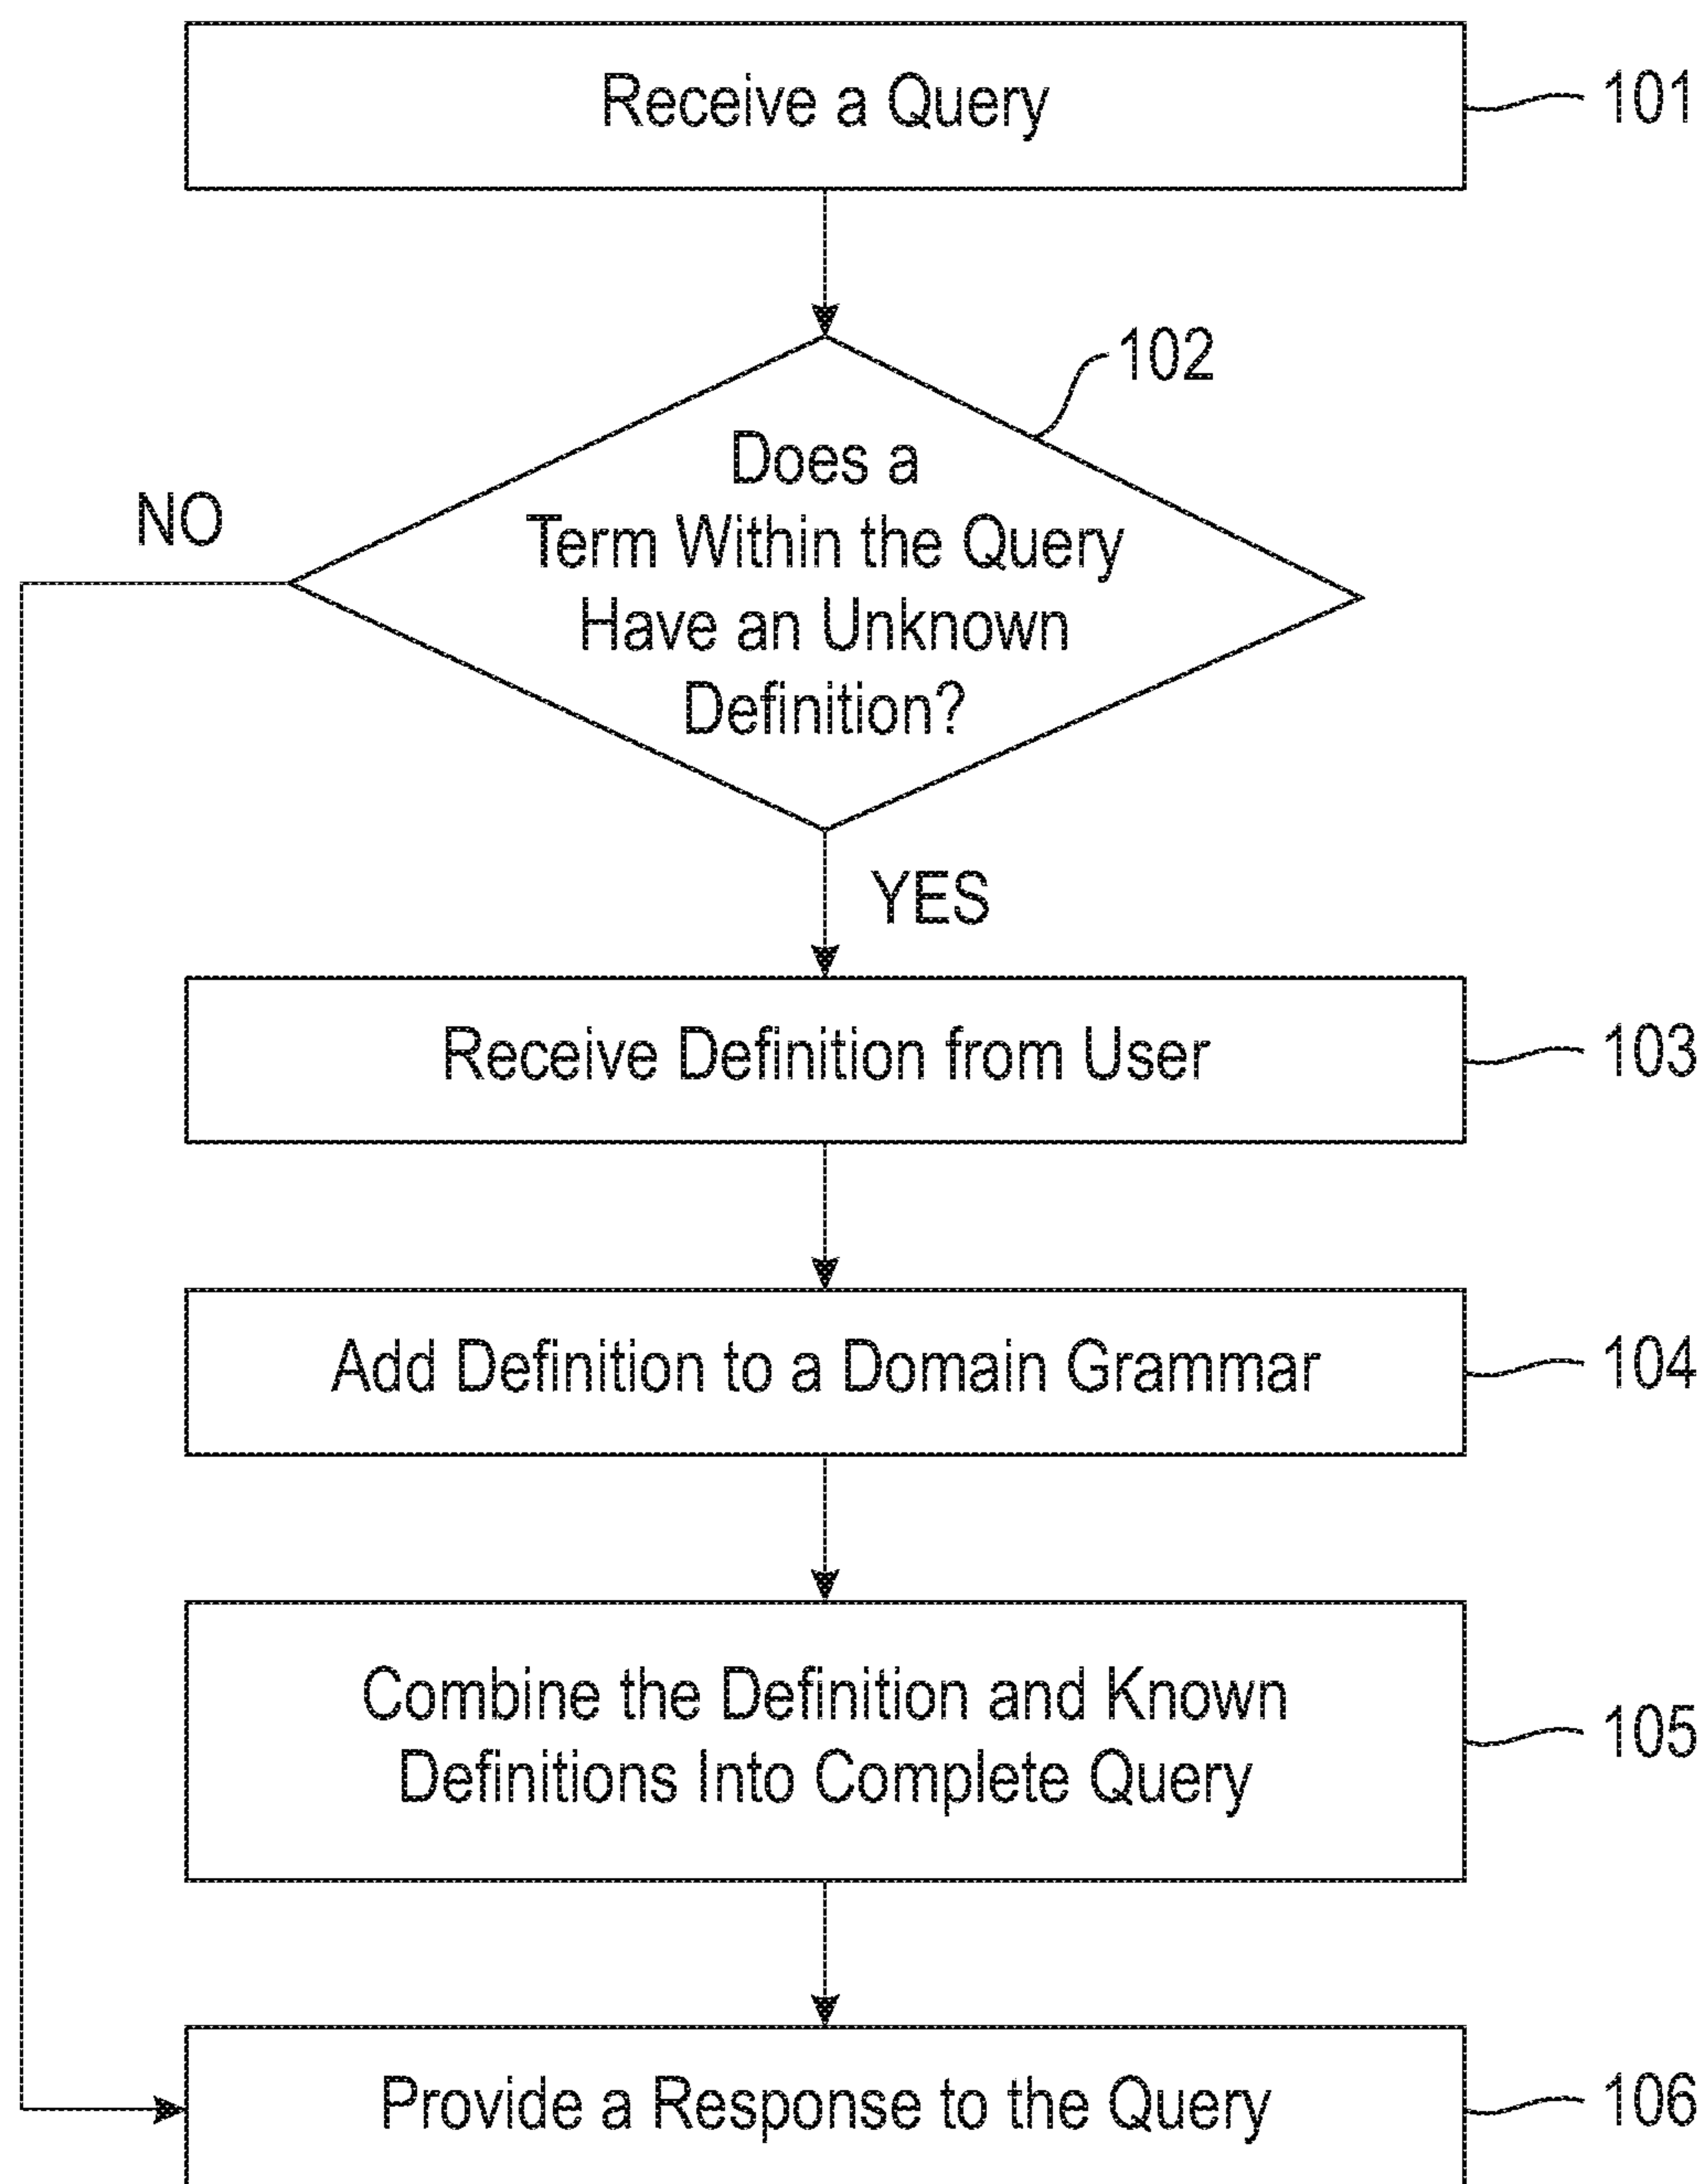 Receive a Query
101
102
Does a
NO
Term Within the Query
Have an Unknown
Definition?
YES
Receive Definition from User
103
Add Definition to a Domain Grammar
104
Combine the Definition and Known
Definitions Into Complete Query
105
Provide a Response to the Query
106